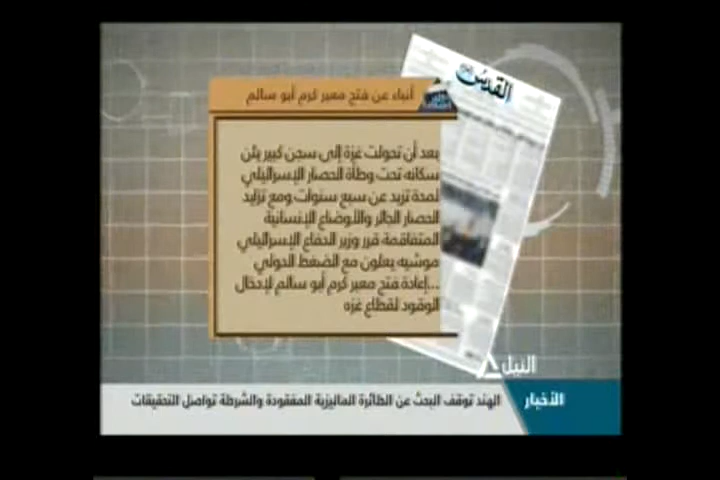 القدس
أنباء عن فتح معبر كرم أبو سالم
بعد أن تحولت غزة إلى سجن كبير يئن
سكانه تحت وطأة الحصار الإسرائيلي
لمدة تزيد عن سبع سنوات ومع تزايد
الحصار الجائر والأوضاع الإنسانية
المتفاقمة قرر وزير الدفاع الإسرائيلي
موشيه يعلون مع الضغط الدولي
...إعادة فتح معبر كرم أبو سالم لإدخال
الوقود لقطاع غزه
النيل
الأخبار
الهند توقف البحث عن الطائرة الماليزية المفقودة والشرطة تواصل التحقيقات